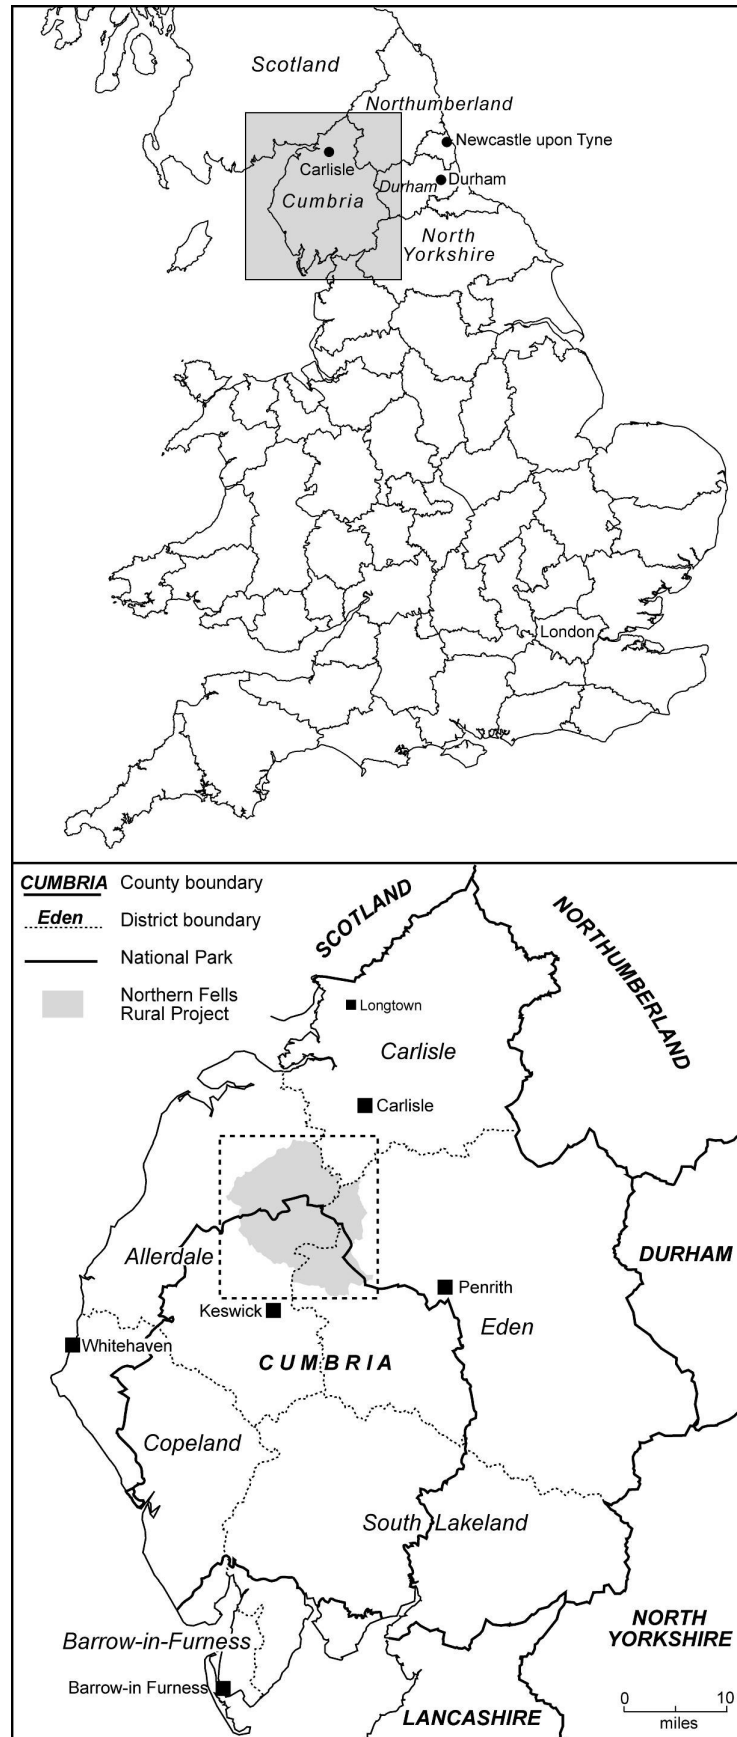 Scotland
Northumberland
Newcastle upon Tyne
Carlisle
Durham
Durham
Cumbria
North
Yorkshire
London
CUMBRIA County boundary
Eden District boundary
National Park
Northern Fells
Rural Project
SCOTLAND
NORTHUMBERLAND
Longtown
Carlisle
Carlisle
Allerdale
DURHAM
Penrith
Keswick
Eden
Whitehaven
CUMBRIA
Copeland
South Lakeland
Barrow-in-Furness
NORTH
YORKSHIRE
Barrow-in Furness
LANCASHIRE
0 10
miles